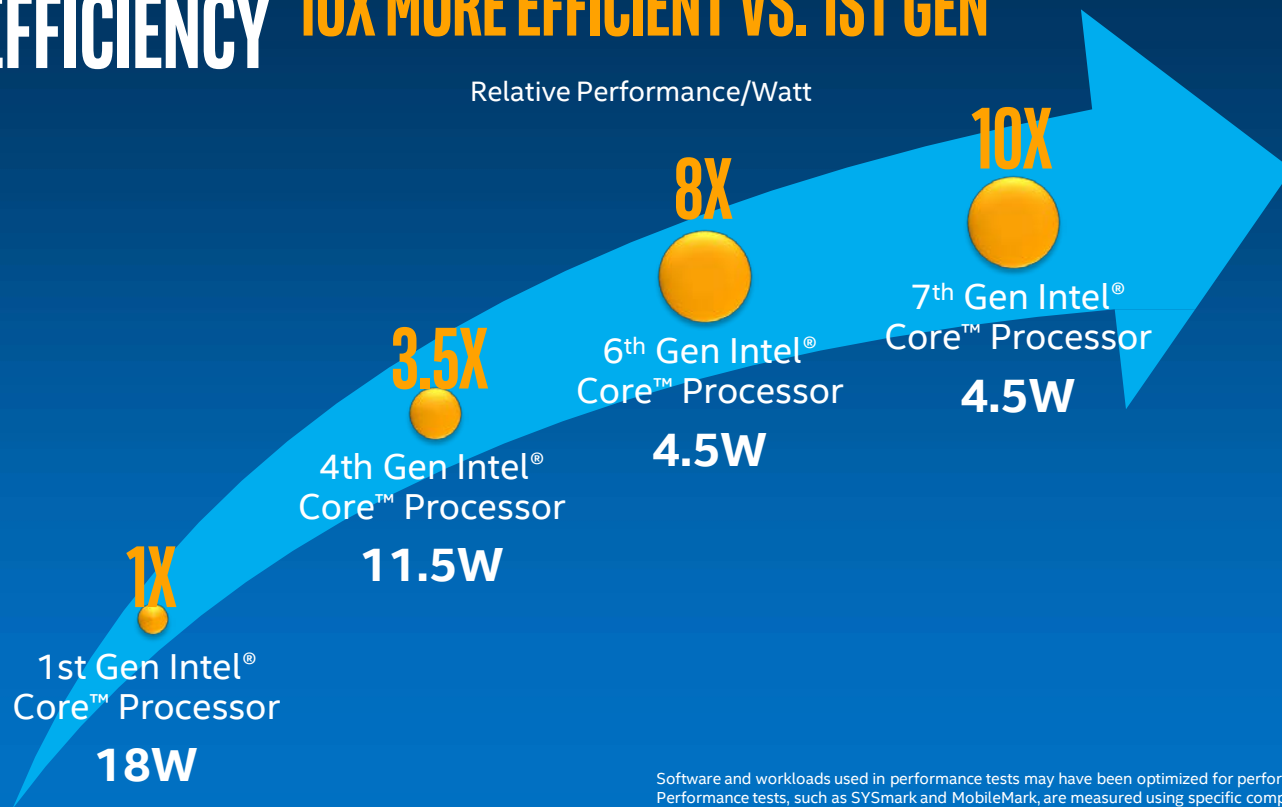 EFFICIENCY 10X MORE EFFICIENT VS. 1ST GEN
Relative Performance/Watt
10X
7th Gen Intel®
Core™ Processor
4.5W
8X
6th Gen Intel®
Core™ Processor
4.5W
3.5X
4th Gen Intel®
Core™ Processor
11.5W
1X
1st Gen Intel®
Core™ Processor
18W
Software and workloads used in performance tests may have been optimized for
Performance tests, such as SYSmark and MobileMark, are measured using specific